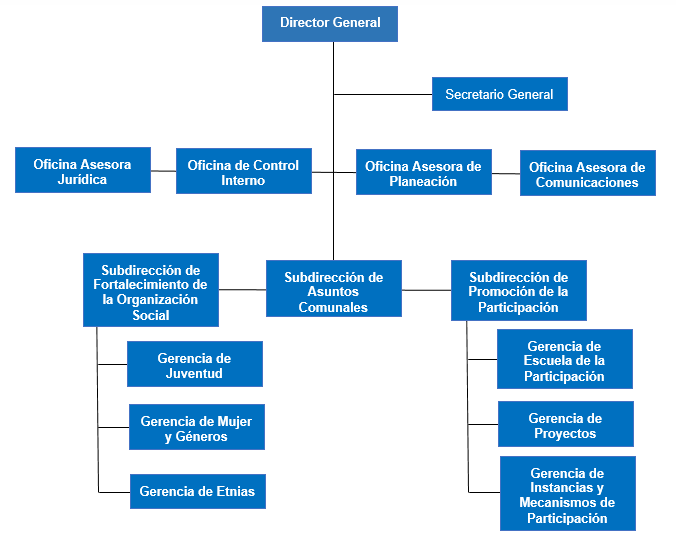 Director General
Secretario General
Oficina Asesora
Jurídica
Oficina de Control
Interno
Oficina Asesora de
Planeación
Oficina Asesora de
Comunicaciones
Subdirección de
Fortalecimiento de
la Organización
Social
Subdirección de
Asuntos
Comunales
Subdirección de
Promoción de la
Participación
Gerencia de
Juventud
Gerencia de Mujer
y Géneros
Gerencia de Etnias
Gerencia de
Escuela de la
Participación
Gerencia de
Proyectos
Gerencia de
Instancias y
Mecanismos de
Participación